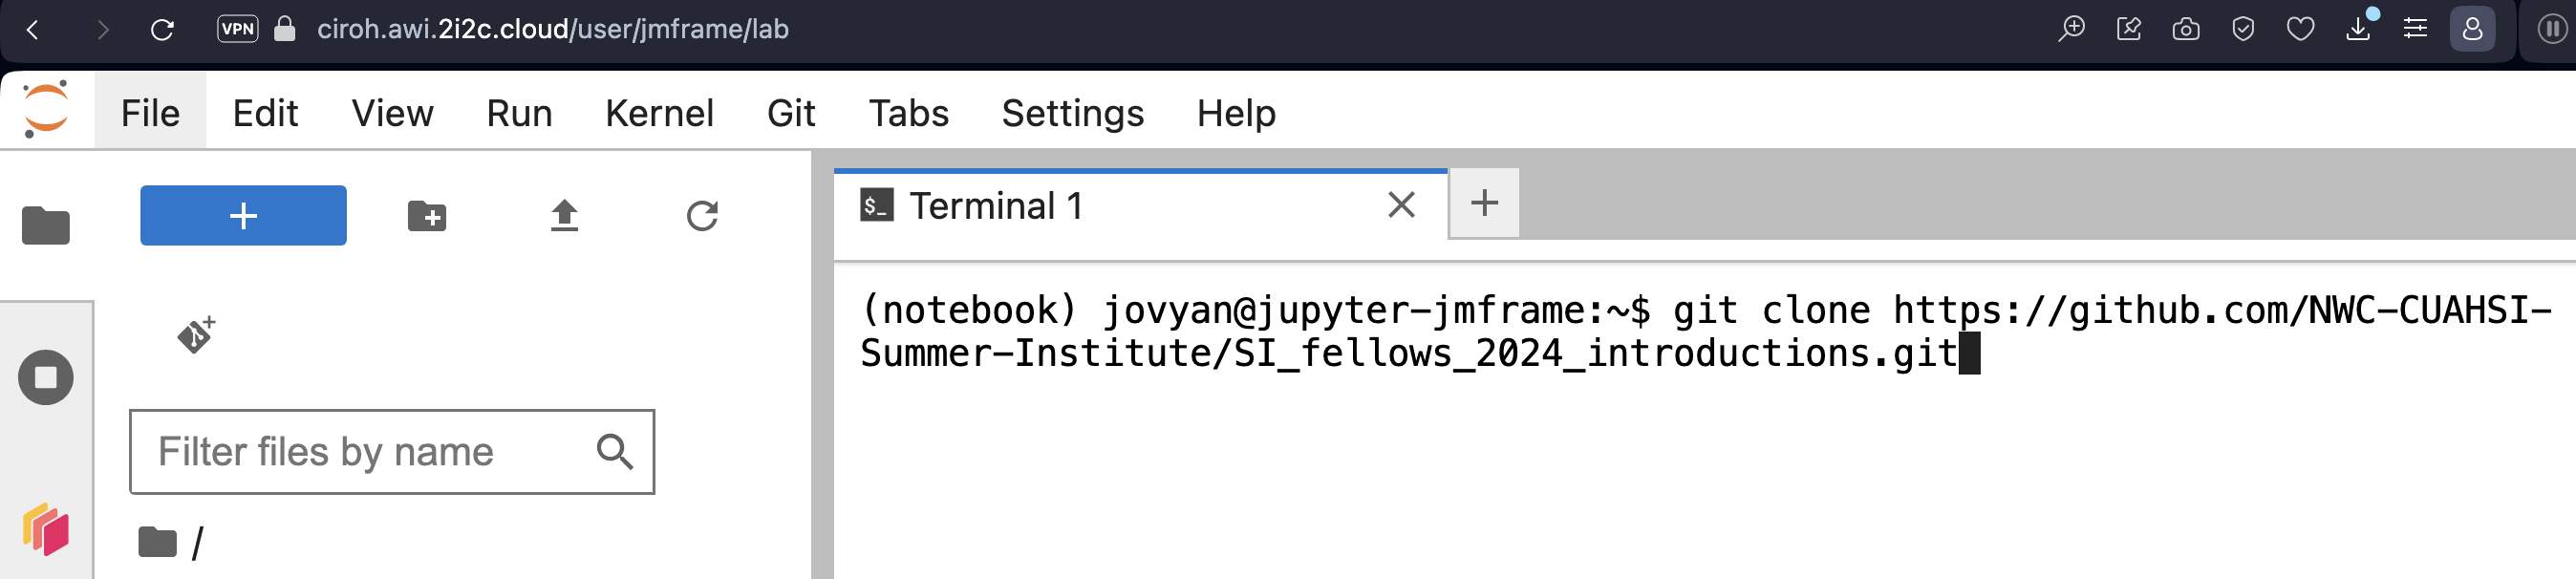 VPN ciroh.awi.2i2c.cloud/user/jmframe/lab
File Edit View Run Kernel Git Tabs Settings Help
$_ Terminal 1
(notebook) jovyan@jupyter-jmframe:~$ git clone https://github.com/NWC-CUAHSI-
Summer-Institute/SI_fellows_2024_introductions.git
Filter files by name
/